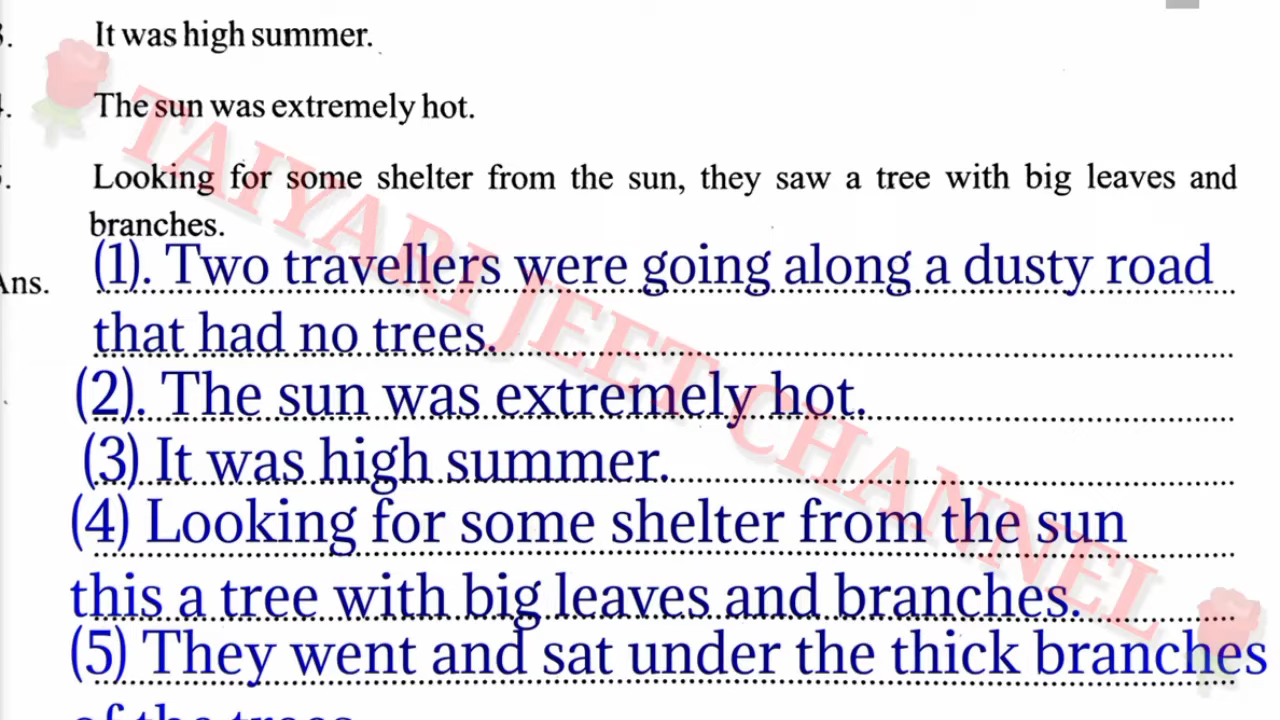 3. It was high summer.
4. The sun was extremely hot.
5. Looking for some shelter from the sun, they saw a tree with big leaves and
branches.
Ans. (1). Two travellers were going along a dusty road
that had no trees.
(2). The sun was extremely hot.
(3) It was high summer.
(4) Looking for some shelter from the sun
this a tree with big leaves and branches.
(5) They went and sat under the thick branches
of the trees
TAIYARI JEET CHANNEL